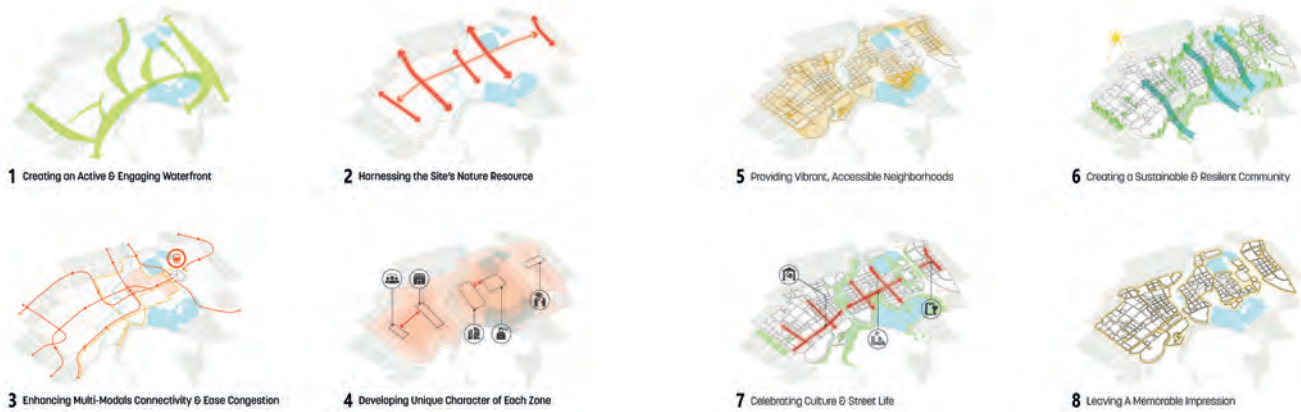 1 Creating an Active & Engaging Waterfront
2 Harnessing the Site's Nature Resource
3 Enhancing Multi-Modals Connectivity & Ease Congestion
4 Developing Unique Character of Each Zone
5 Providing Vibrant, Accessible Neighborhoods
6 Creating a Sustainable & Resilent Community
7 Celebrating Culture & Street Life
8 Leaving A Memorable Impression